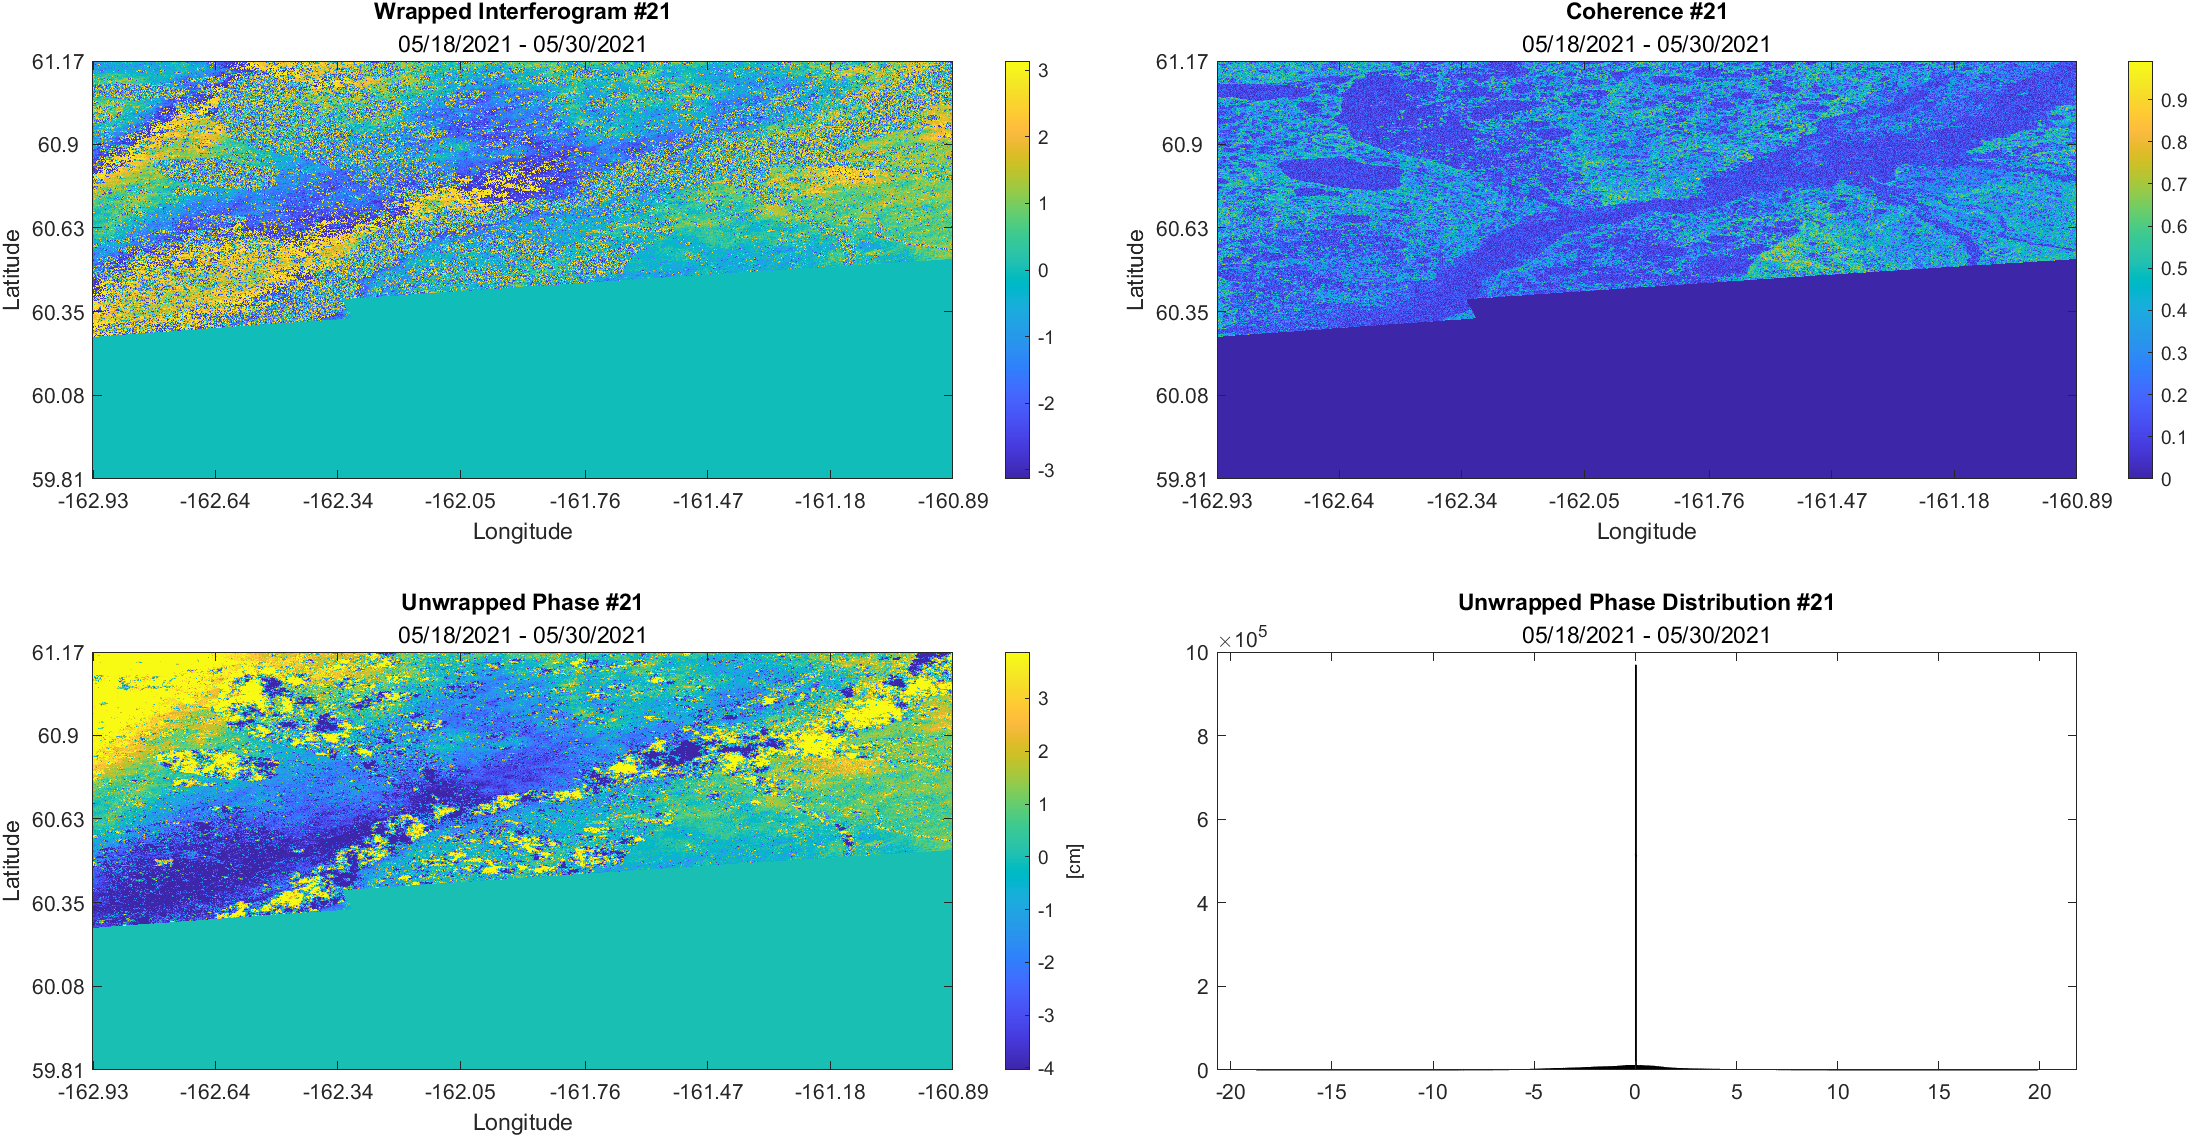 Wrapped Interferogram #21
05/18/2021 - 05/30/2021
61.17
60.9
60.63
60.35
60.08
59.81
Latitude
-162.93 -162.64 -162.34 -162.05 -161.76 -161.47 -161.18 -160.89
Longitude
3
2
1
0
-1
-2
-3
Coherence #21
05/18/2021 - 05/30/2021
61.17
60.9
60.63
60.35
60.08
59.81
Latitude
-162.93 -162.64 -162.34 -162.05 -161.76 -161.47 -161.18 -160.89
Longitude
0.9
0.8
0.7
0.6
0.5
0.4
0.3
0.2
0.1
0
Unwrapped Phase #21
05/18/2021 - 05/30/2021
61.17
60.9
60.63
60.35
60.08
59.81
Latitude
-162.93 -162.64 -162.34 -162.05 -161.76 -161.47 -161.18 -160.89
Longitude
3
2
1
0
-1
-2
-3
-4
[cm]
Unwrapped Phase Distribution #21
05/18/2021 - 05/30/2021
×10⁵
10
8
6
4
2
0
-20 -15 -10 -5 0 5 10 15 20